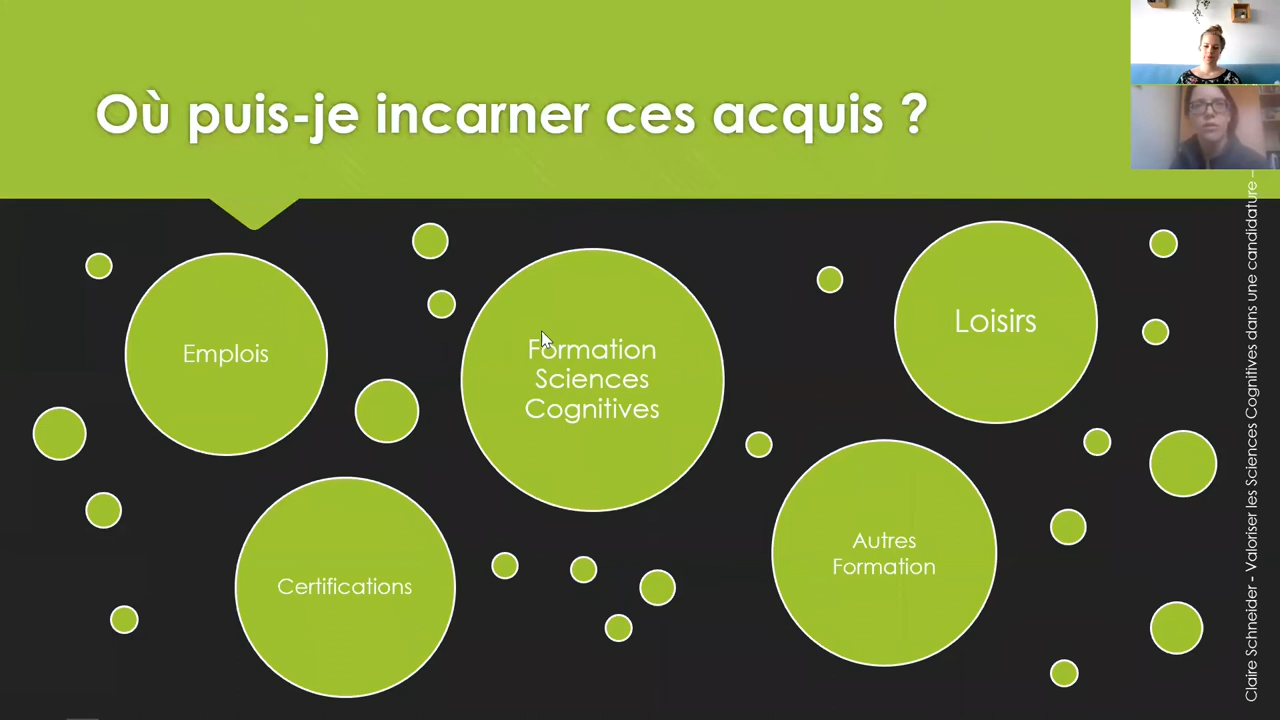 Où puis-je incarner ces acquis ?
Emplois
Formation
Sciences
Cognitives
Loisirs
Certifications
Autres
Formation
Claire Schneider - Valoriser les Sciences Cognitives dans une candidature –